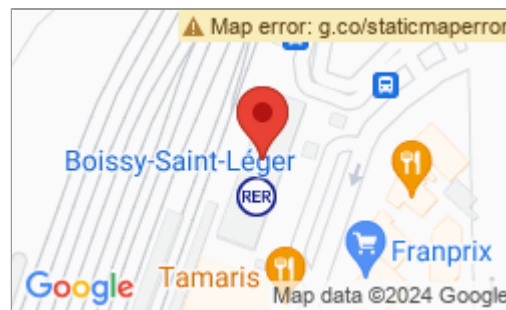 Map error: g.co/staticmaperror
Boissy-Saint-Léger
RER
Franprix
Tamaris
Google
Map data ©2024 Google